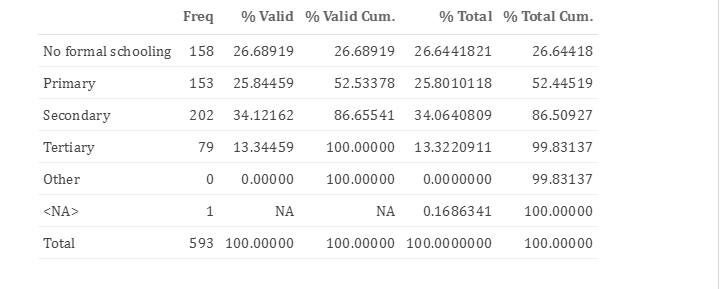 Freq % Valid % Valid Cum. % Total % Total Cum.
No formal schooling 158 26.68919 26.68919 26.6441821 26.64418
Primary 153 25.84459 52.53378 25.8010118 52.44519
Secondary 202 34.12162 86.65541 34.0640809 86.50927
Tertiary 79 13.34459 100.00000 13.3220911 99.83137
Other 0 0.00000 100.00000 0.0000000 99.83137
<NA> 1 NA NA 0.1686341 100.00000
Total 593 100.00000 100.00000 100.0000000 100.00000